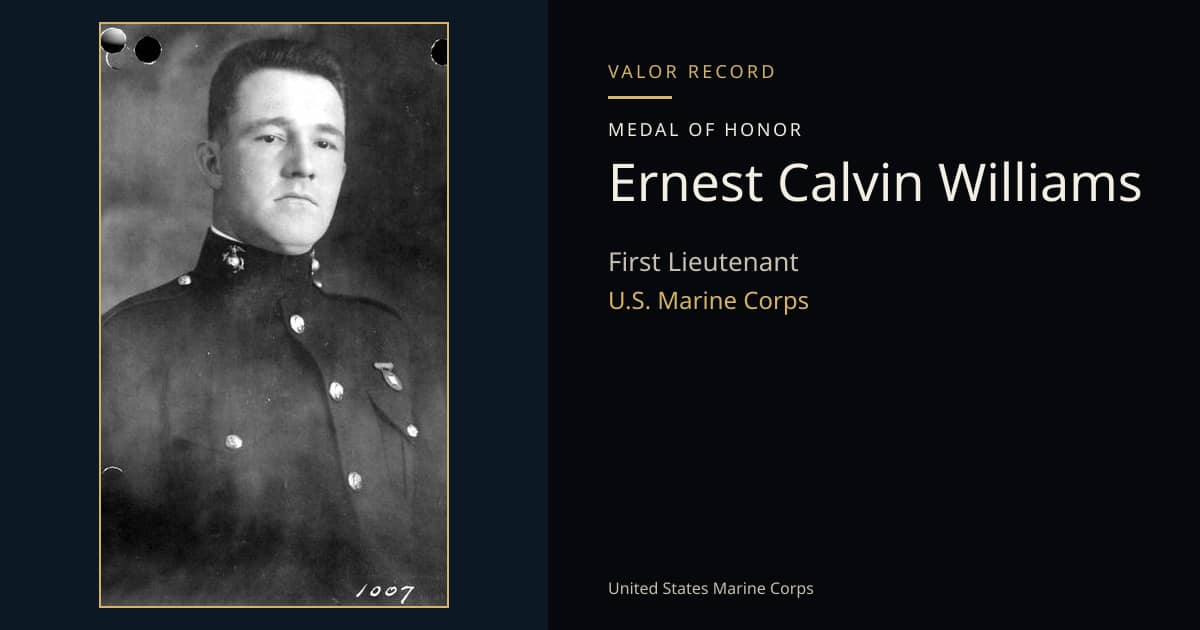 1007
VALOR RECORD
MEDAL OF HONOR
Ernest Calvin Williams
First Lieutenant
U.S. Marine Corps
United States Marine Corps